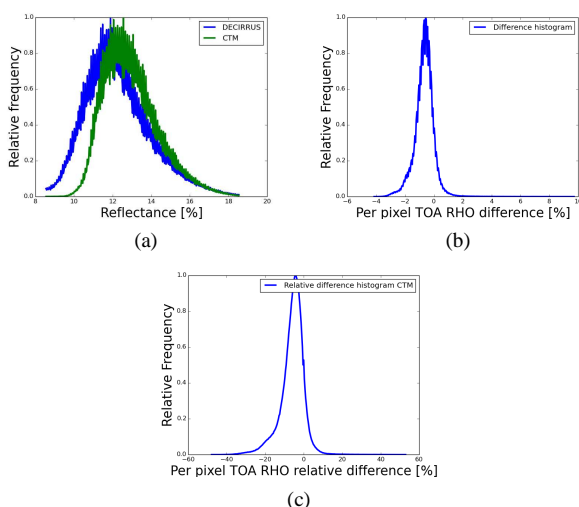 1.0
0.8
0.6
0.4
0.2
0.0
8 10 12 14 16 18 20
Relative frequency
Reflectance [%]
DECIRRUS
CTM
(a)
1.0
0.8
0.6
0.4
0.2
0.0
−6 −4 −2 0 2 4 6 8 10
Relative Frequency
Per pixel TOA RHO difference [%]
Difference histogram
(b)
1.0
0.8
0.6
0.4
0.2
0.0
−60 −40 −20 0 20 40 60
Relative Frequency
Per pixel TOA RHO relative difference [%]
Relative difference histogram CTM
(c)